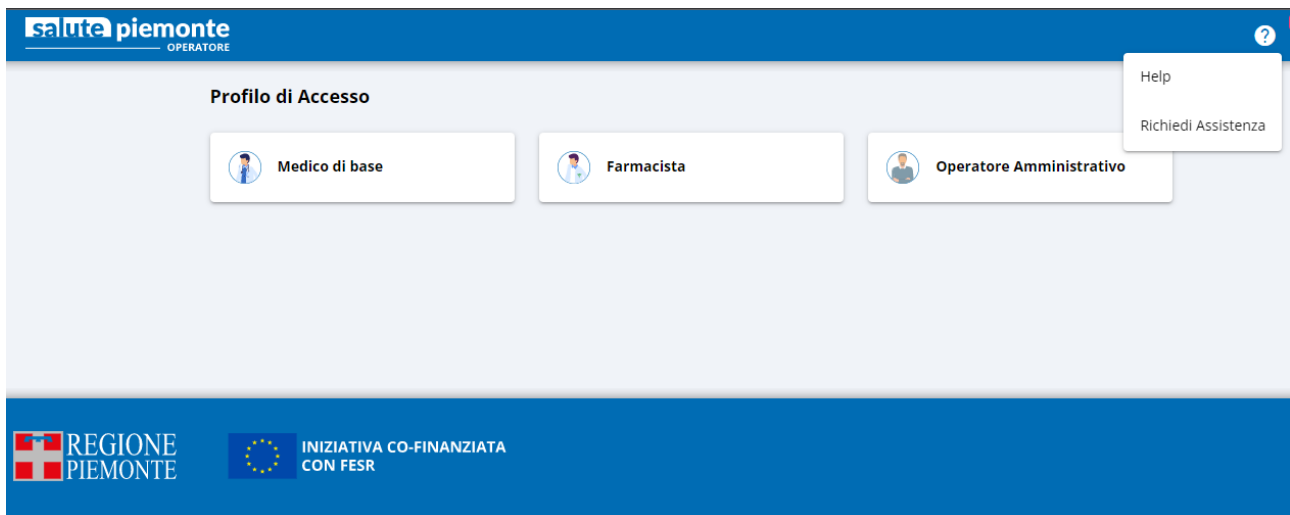 salute piemonte
OPERATORE
?
Help
Richiedi Assistenza
Profilo di Accesso
Medico di base
Farmacista
Operatore Amministrativo
REGIONE
PIEMONTE
INIZIATIVA CO-FINANZIATA
CON FESR